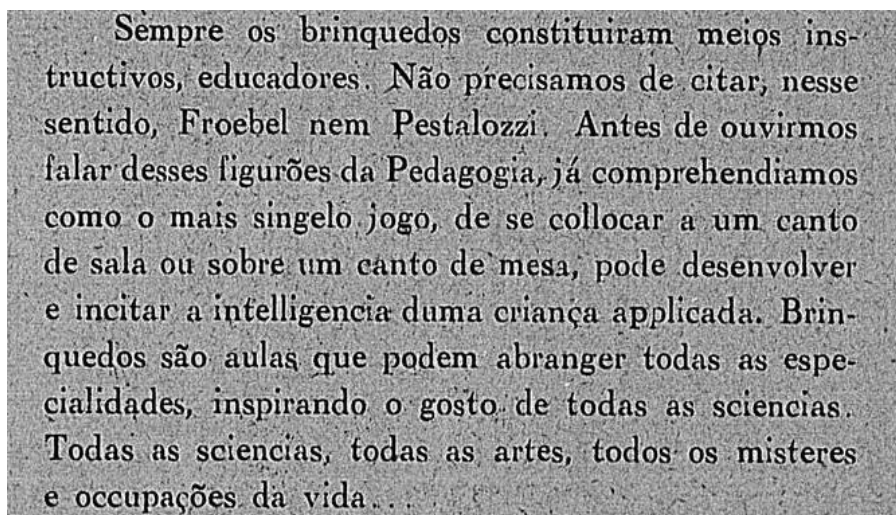 Sempre os brinquedos constituiram meios ins-
tructivos, educadores. Não precisamos de citar, nesse
sentido, Froebel nem Pestalozzi. Antes de ouvirmos
falar desses figurões da Pedagogia, já comprehendiamos
como o mais singelo jogo, de se collocar a um canto
de sala ou sobre um canto de mesa, pode desenvolver
e incitar a intelligencia duma criança applicada. Brin-
quedos são aulas que podem abranger todas as espe-
cialidades, inspirando o gosto de todas as sciencias.
Todas as sciencias, todas as artes, todos os misteres
e occupações da vida...